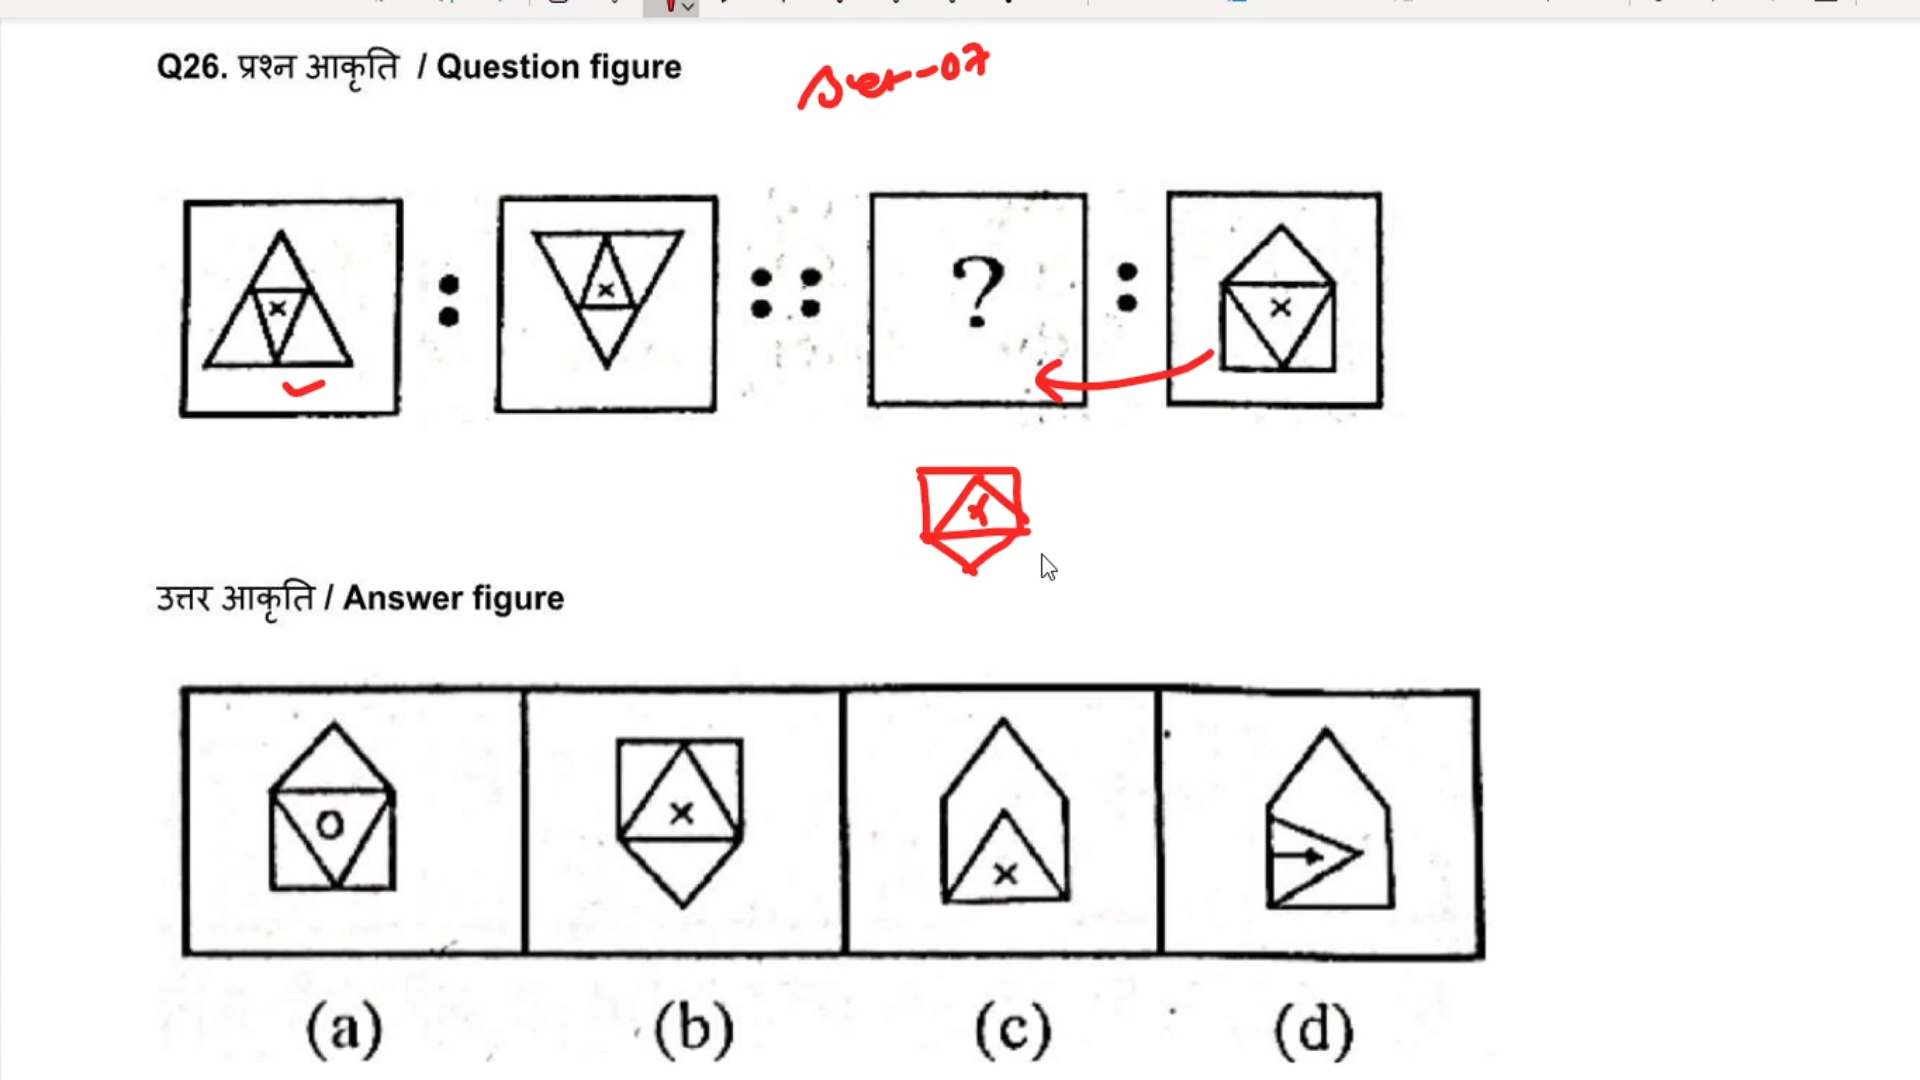 Q26. प्रश्न आकृति / Question figure
?
उत्तर आकृति / Answer figure
(a) (b) (c) (d)